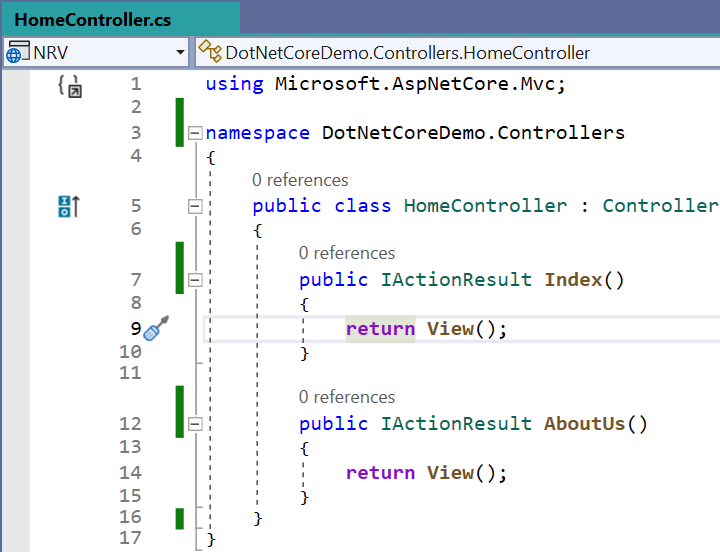 HomeController.cs
NRV DotNetCoreDemo.Controllers.HomeController
1 using Microsoft.AspNetCore.Mvc;
2
3 namespace DotNetCoreDemo.Controllers
4 {
0 references
5 public class HomeController : Controller
6 {
0 references
7 public IActionResult Index()
8 {
9 return View();
10 }
11
0 references
12 public IActionResult AboutUs()
13 {
14 return View();
15 }
16 }
17 }